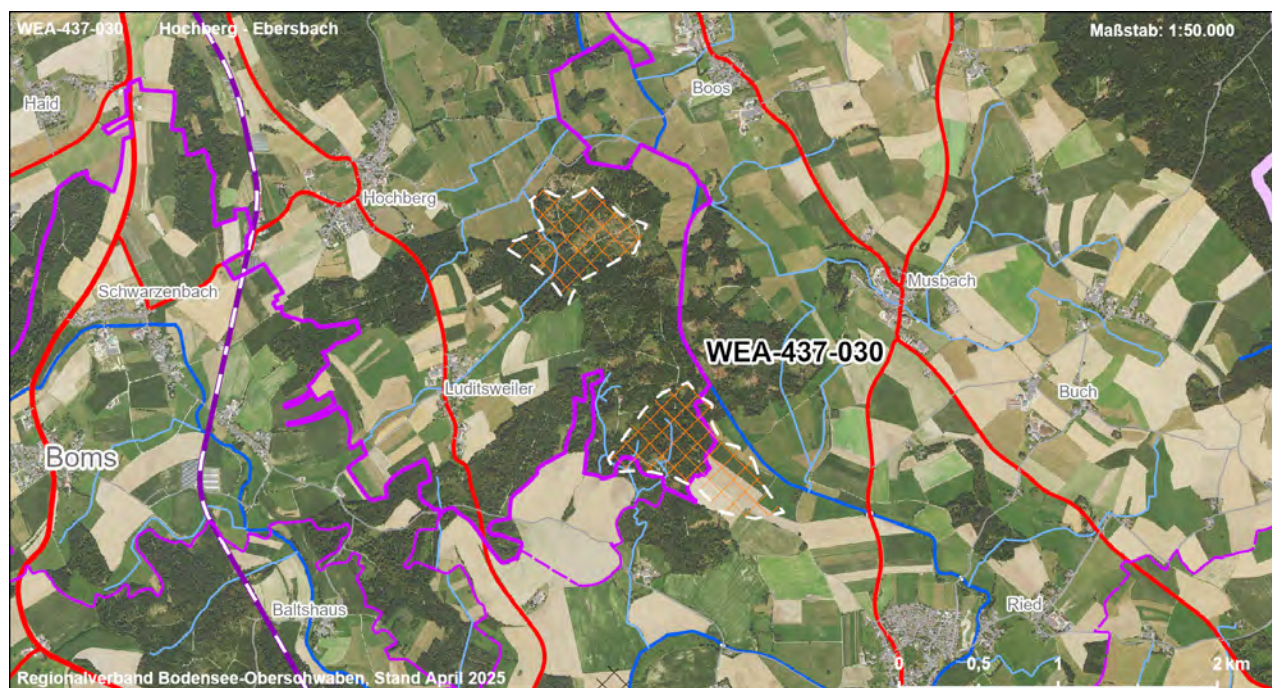 WEA-437-030 Hochberg - Ebersbach Maßstab: 1:50.000
Boos
Haid
Hochberg
Musbach
Schwarzenbach
WEA-437-030
Luditsweiler
Buch
Boms
Baltshaus
Ried
0 0,5 1 2 km
Regionalverband Bodensee-Oberschwaben, Stand April 2025